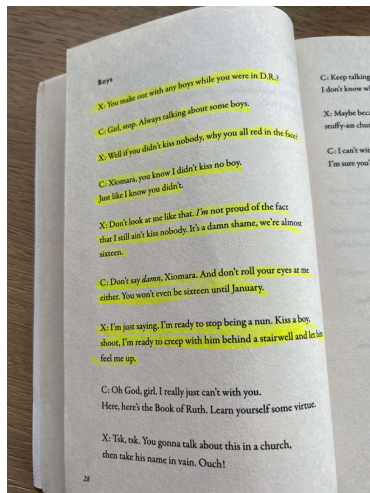 Boys
X: You make out with any boys while you were in D.R.?
C: Girl, stop. Always talking about some boys.
X: Well if you didn't kiss nobody, why you all red in the face?
C: Xiomara, you know I didn't kiss no boy.
Just like I know you didn't.
X: Don't look at me like that. I'm not proud of the fact
that I still ain't kiss nobody. It's a damn shame, we're almost
sixteen.
C: Don't say damn, Xiomara. And don't roll your eyes at me
either. You won't even be sixteen until January.
X: I'm just saying, I'm ready to stop being a nun. Kiss a boy,
shoot, I'm ready to creep with him behind a stairwell and let him
feel me up.
C: Oh God, girl. I really just can't with you.
Here, here's the Book of Ruth. Learn yourself some virtue.
X: Tsk, tsk. You gonna talk about this in a church,
then take his name in vain. Ouch!
28
C: Keep talking
I don't know
X: Maybe
stuffy-ass
C: I can't
I'm sure